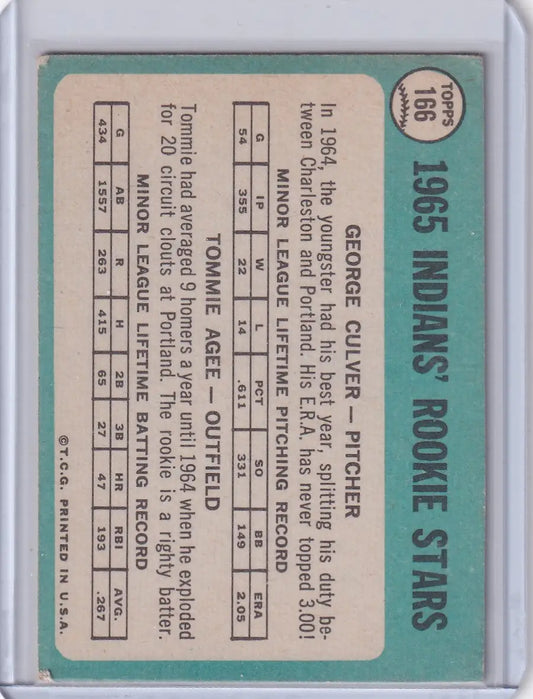 TOPPS
166
1965 INDIANS' ROOKIE STARS
GEORGE CULVER — PITCHER
In 1964, the youngster had his best year, splitting his duty be-
tween Charleston and Portland. His E.R.A. has never topped 3.00!
MINOR LEAGUE LIFETIME PITCHING RECORD
G IP W L PCT SO BB ERA
54 355 22 14 .611 331 149 2.05
TOMMIE AGEE — OUTFIELD
Tommie had averaged 9 homers a year until 1964 when he exploded
for 20 circuit clouts at Portland. The rookie is a righty batter.
MINOR LEAGUE LIFETIME BATTING RECORD
G AB R H 2B 3B HR RBI AVG.
434 1557 263 415 65 27 47 193 .267
©T.C.G. PRINTED IN U.S.A.